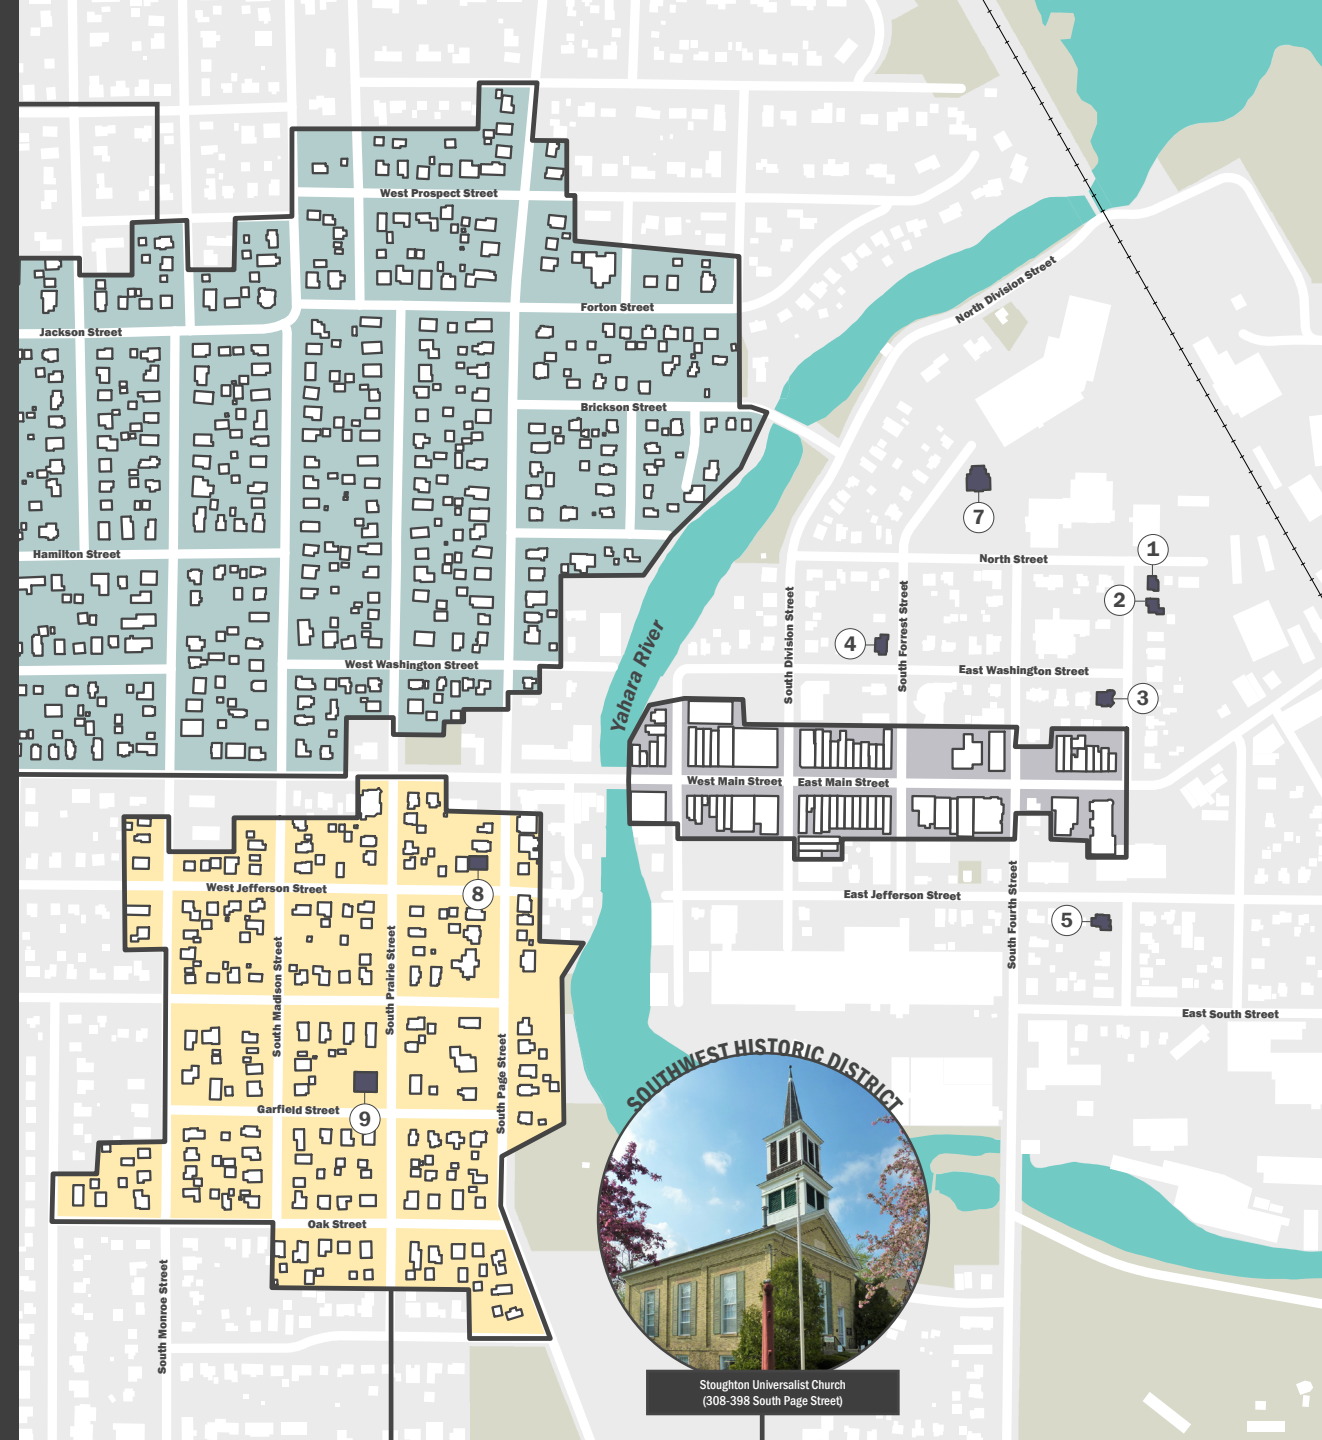 West Prospect Street
North Division Street
Forton Street
Jackson Street
Brickson Street
7
North Street
1
Hamilton Street
2
South Division Street
South Forrest Street
4
Yahara River
West Washington Street
East Washington Street
3
West Main Street
East Main Street
West Jefferson Street
8
East Jefferson Street
South Fourth Street
5
South Madison Street
South Prairie Street
East South Street
South Page Street
SOUTHWEST HISTORIC DISTRICT
Garfield Street
9
Oak Street
South Monroe Street
Stoughton Universalist Church
(308-398 South Page Street)